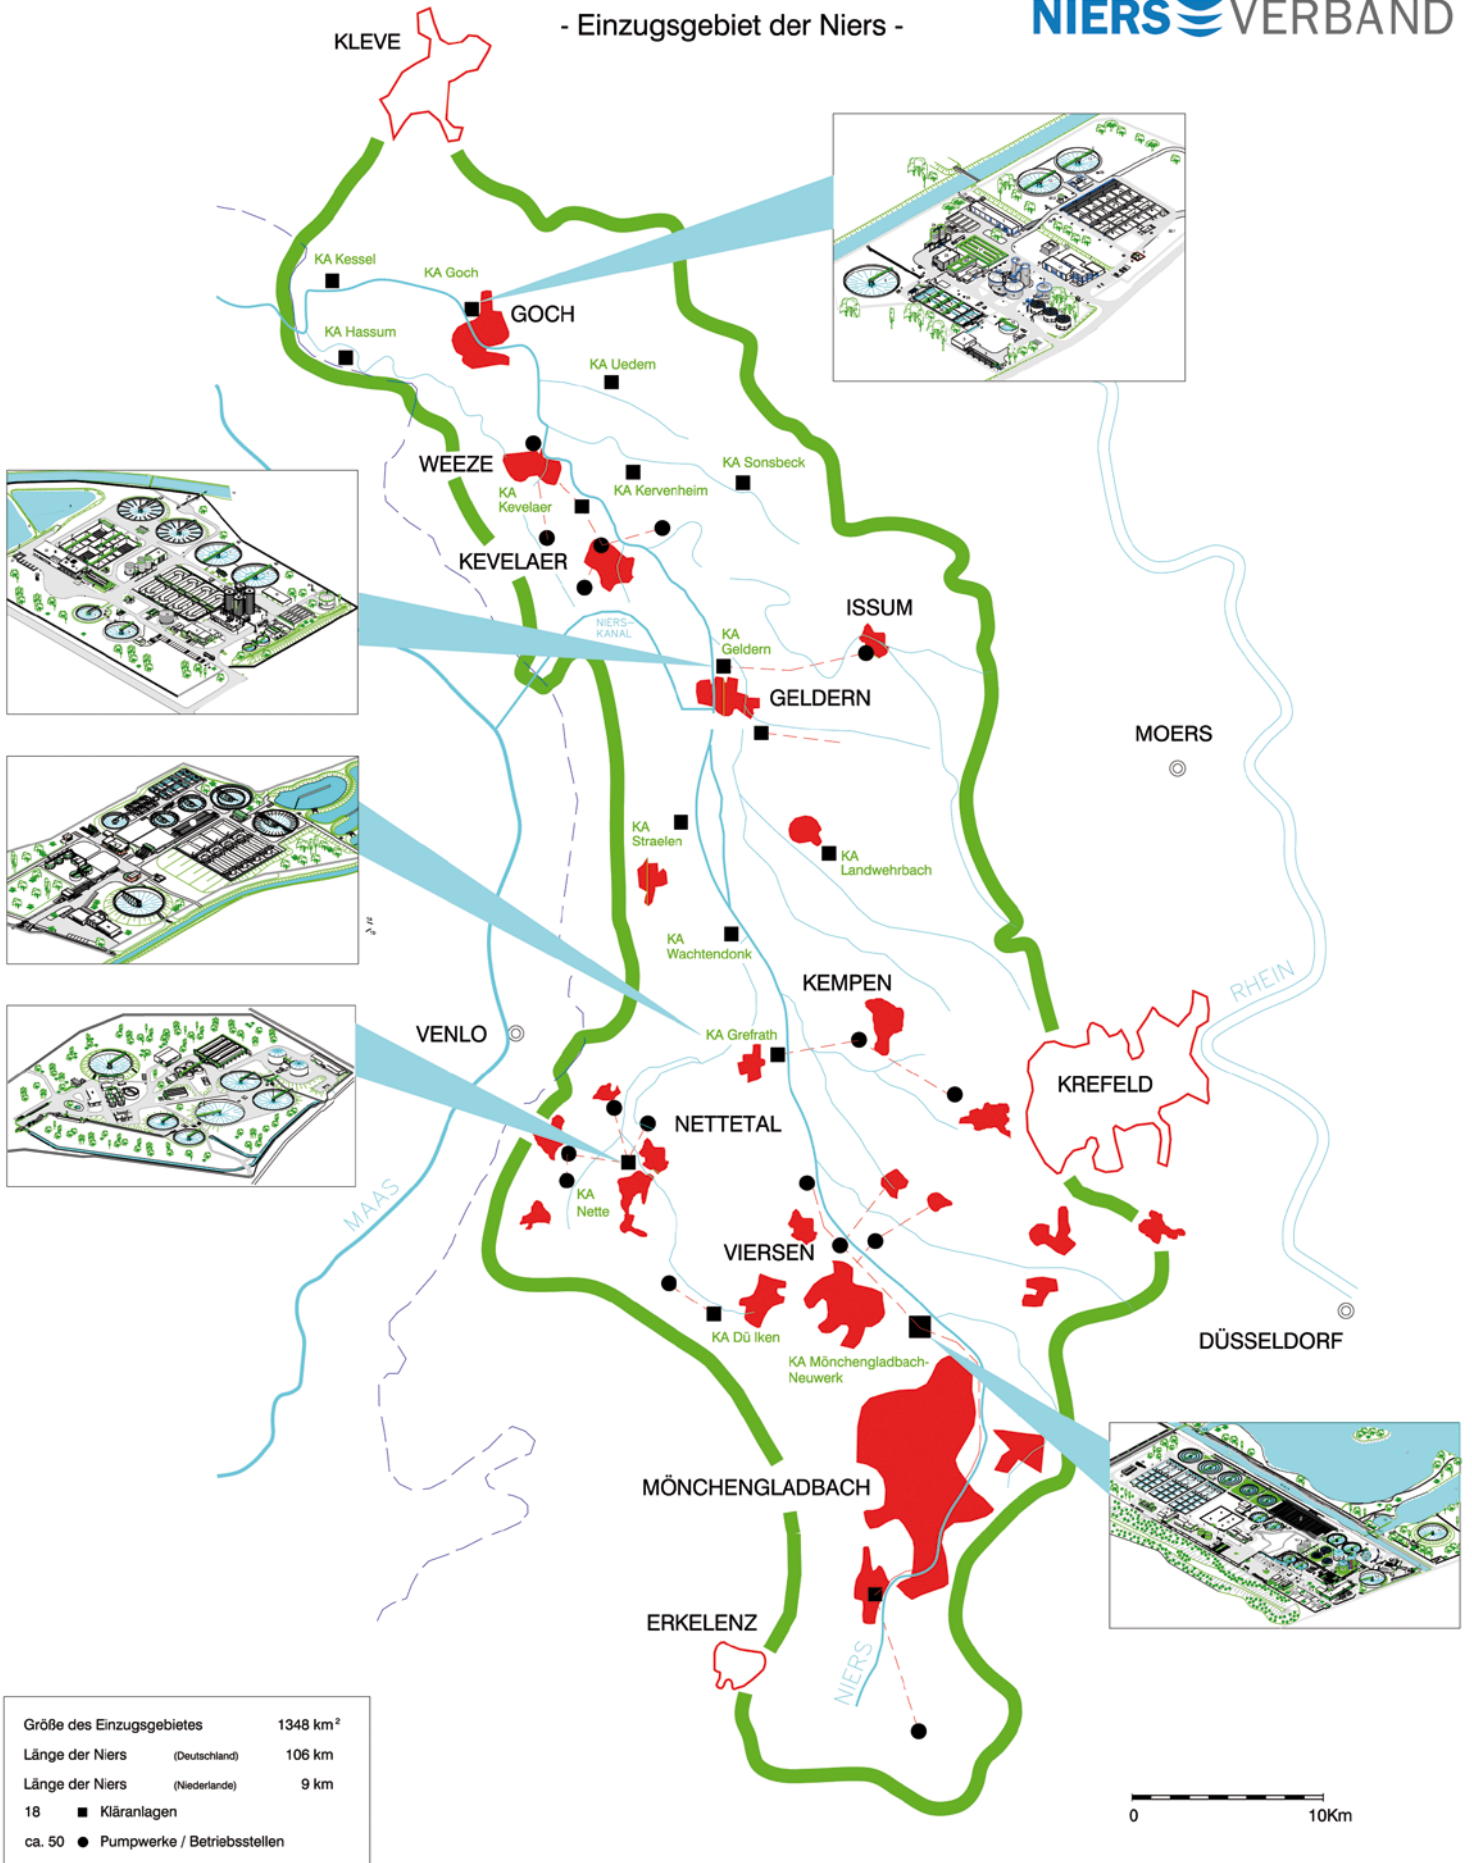 - Einzugsgebiet der Niers -
NIERS VERBAND
KLEVE
KA Kessel
KA Goch
GOCH
KA Hassum
KA Uedem
WEEZE
KA Sonsbeck
KA
Kevelaer
KA Kervenheim
KEVELAER
ISSUM
NIERS-
KANAL
KA
Geldern
GELDERN
MOERS
KA
Straelen
KA
Landwehrbach
KA
Wachtendonk
KEMPEN
RHEIN
VENLO
KA Grefrath
KREFELD
NETTETAL
MAAS
KA
Nette
VIERSEN
KA Dü lken
DÜSSELDORF
KA Mönchengladbach-
Neuwerk
MÖNCHENGLADBACH
ERKELENZ
NIERS
Größe des Einzugsgebietes 1348 km²
Länge der Niers (Deutschland) 106 km
Länge der Niers (Niederlande) 9 km
18 Kläranlagen
ca. 50 Pumpwerke / Betriebsstellen
0 10Km